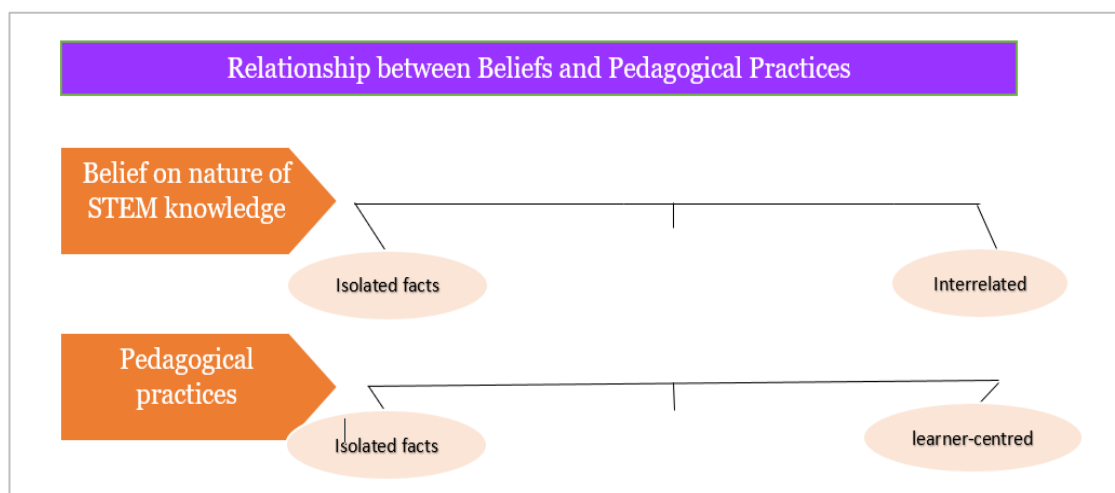 Relationship between Beliefs and Pedagogical Practices
Belief on nature of
STEM knowledge
Isolated facts
Interrelated
Pedagogical
practices
Isolated facts
learner-centred